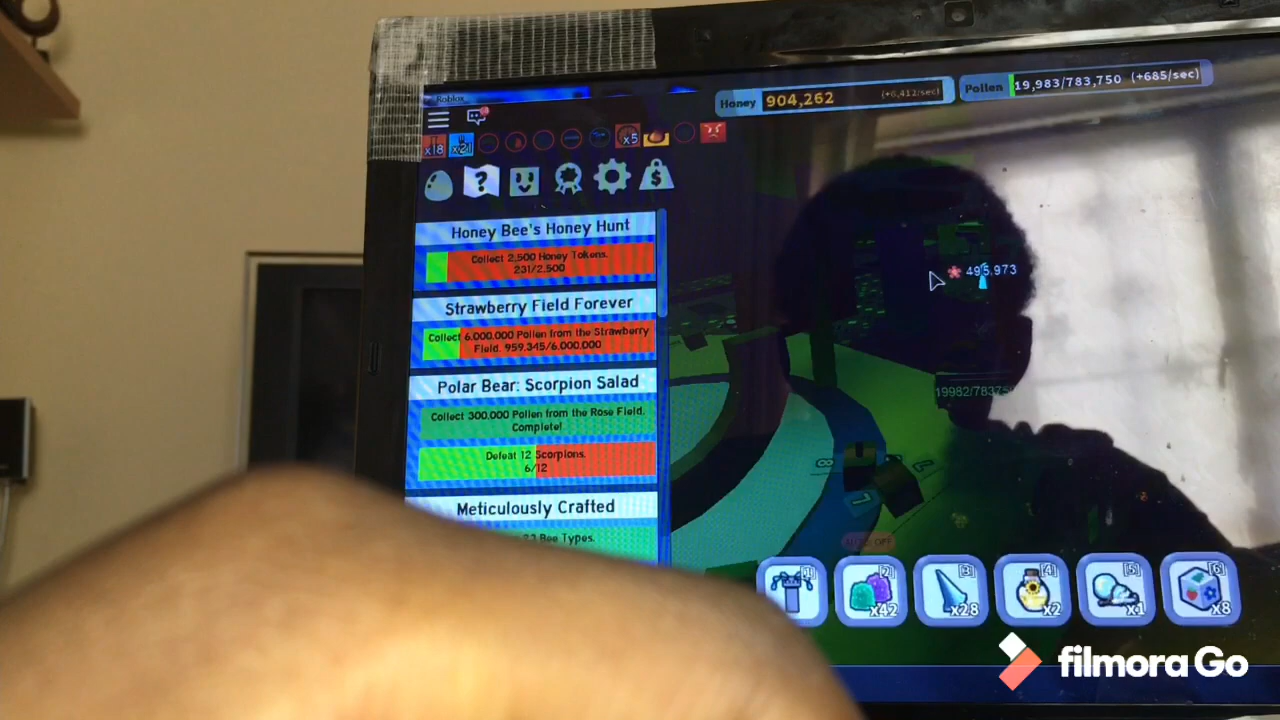 Roblox
Honey 904,262 (+6,412/sec)
Pollen 19,983/783,750 (+685/sec)
x18
x2
x5
Honey Bee's Honey Hunt
Collect 2,500 Honey Tokens.
231/2,500
Strawberry Field Forever
Collect 6,000,000 Pollen from the Strawberry
Field. 959,345/6,000,000
Polar Bear: Scorpion Salad
Collect 300,000 Pollen from the Rose Field.
Complete!
Defeat 12 Scorpions.
6/12
Meticulously Crafted
Bee Types.
495,973
19982/783750
AUTO OFF
[1]
[2]
x42
[3]
x28
[4]
x2
[5]
x1
[6]
x8
filmora Go